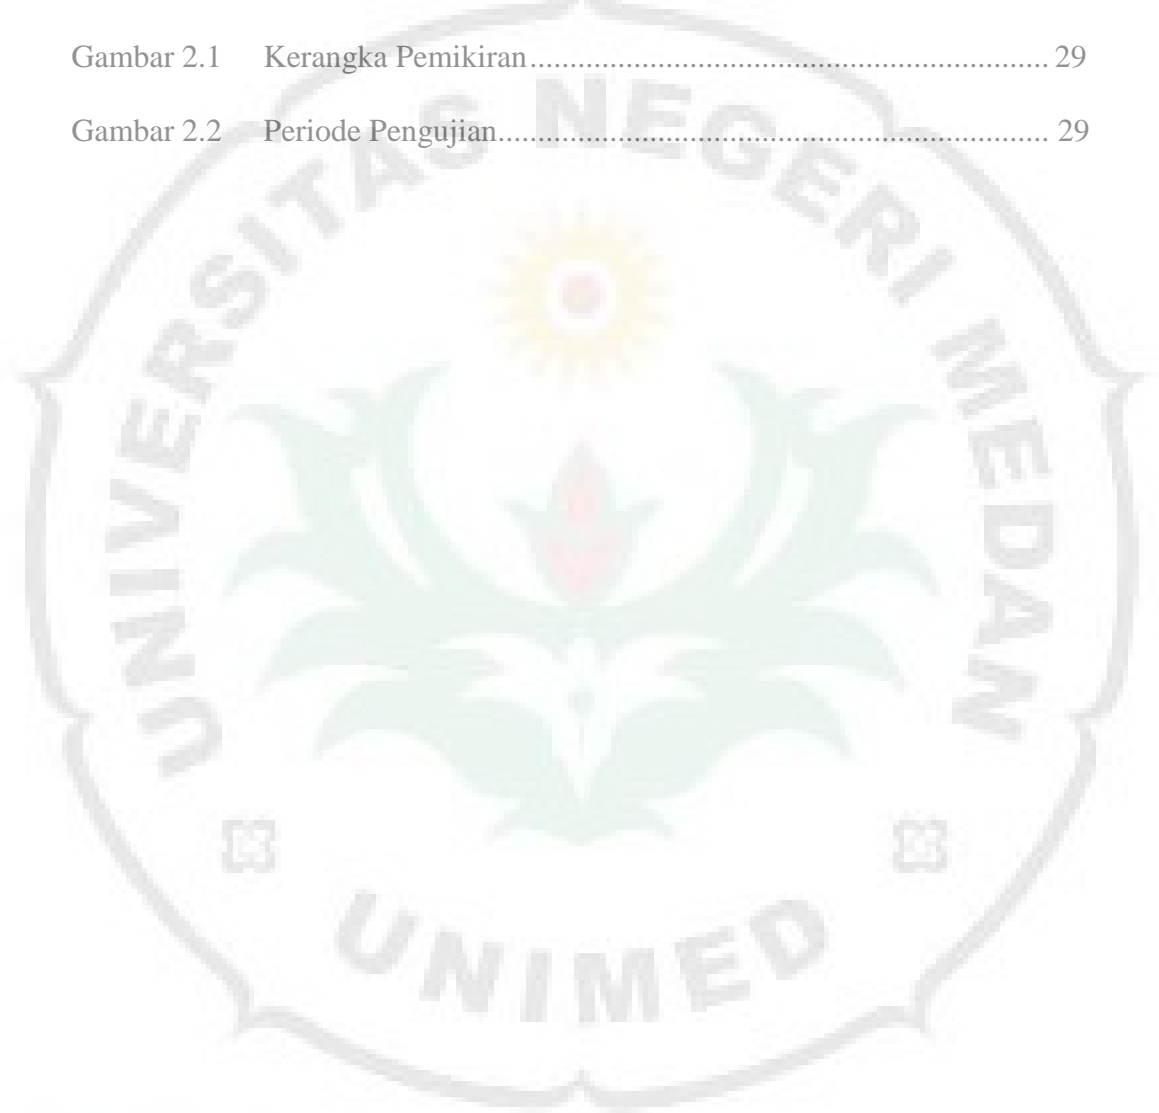 Gambar 2.1 Kerangka Pemikiran................................................................ 29
Gambar 2.2 Periode Pengujian.................................................................... 29
UNIVERSITAS NEGERI MEDAN
UNIMED